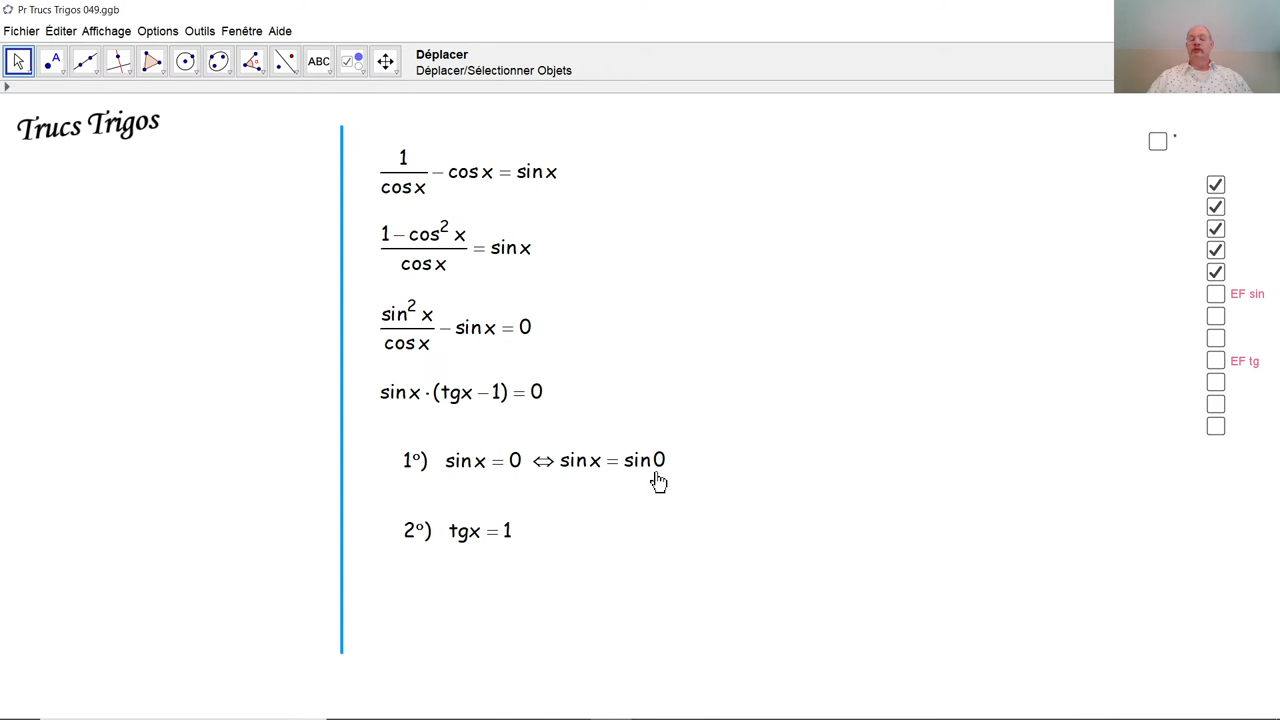 Pr Trucs Trigos 049.ggb
Fichier Éditer Affichage Options Outils Fenêtre Aide
A
ABC
Déplacer
Déplacer/Sélectionner Objets
Trucs Trigos
1/cos x − cos x = sin x
(1 − cos² x)/cos x = sin x
sin² x/cos x − sin x = 0
sin x · (tgx − 1) = 0
1°) sin x = 0 ⇔ sin x = sin 0
2°) tgx = 1
EF sin
EF tg